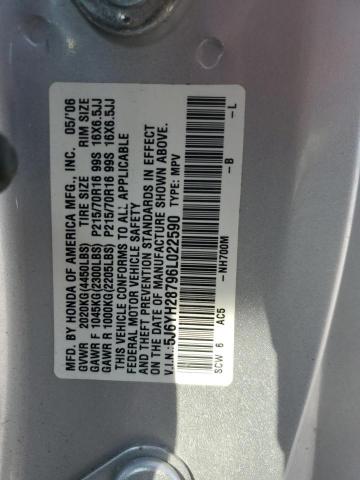 MFD. BY HONDA OF AMERICA MFG., INC. 05/'06
GAWR 2020KG(4450LBS) TIRE SIZE RIM SIZE
GAWR F 1045KG(2300LBS) P215/70R16 99S 16X6.5JJ
GAWR R 1000KG(2205LBS) P215/70R16 99S 16X6.5JJ
THIS VEHICLE CONFORMS TO ALL APPLICABLE
FEDERAL MOTOR VEHICLE SAFETY
AND THEFT PREVENTION STANDARDS IN EFFECT
ON THE DATE OF MANUFACTURE SHOWN ABOVE.
V.I.N.:5J6YH28796L022590 TYPE: MPV
SCW 6 AC5 -NH700M -B -L